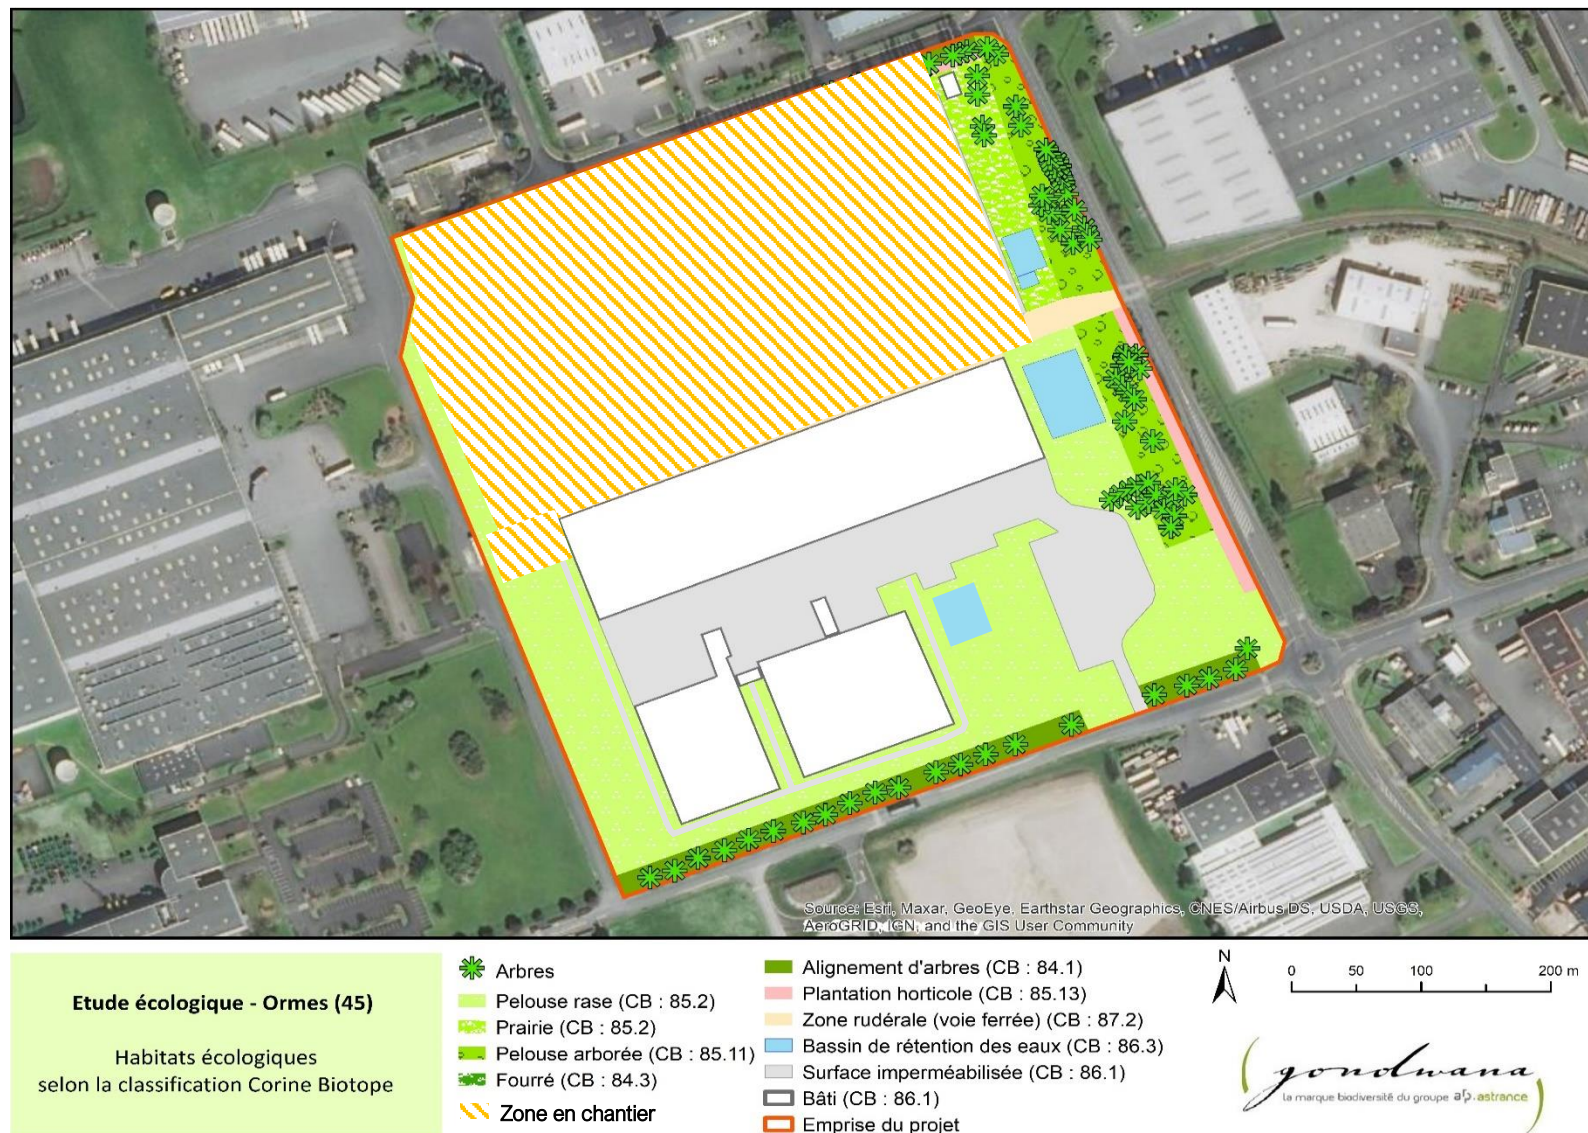 Source: Esri, Maxar, GeoEye, Earthstar Geographics, CNES/Airbus DS, USDA, USGS,
AeroGRID, IGN, and the GIS User Community
Etude écologique - Ormes (45)
Habitats écologiques
selon la classification Corine Biotope
Arbres
Pelouse rase (CB : 85.2)
Prairie (CB : 85.2)
Pelouse arborée (CB : 85.11)
Fourré (CB : 84.3)
Zone en chantier
Alignement d'arbres (CB : 84.1)
Plantation horticole (CB : 85.13)
Zone rudérale (voie ferrée) (CB : 87.2)
Bassin de rétention des eaux (CB : 86.3)
Surface imperméabilisée (CB : 86.1)
Bâti (CB : 86.1)
Emprise du projet
N
0 50 100 200 m
gondwana
la marque biodiversité du groupe a!p.astrance